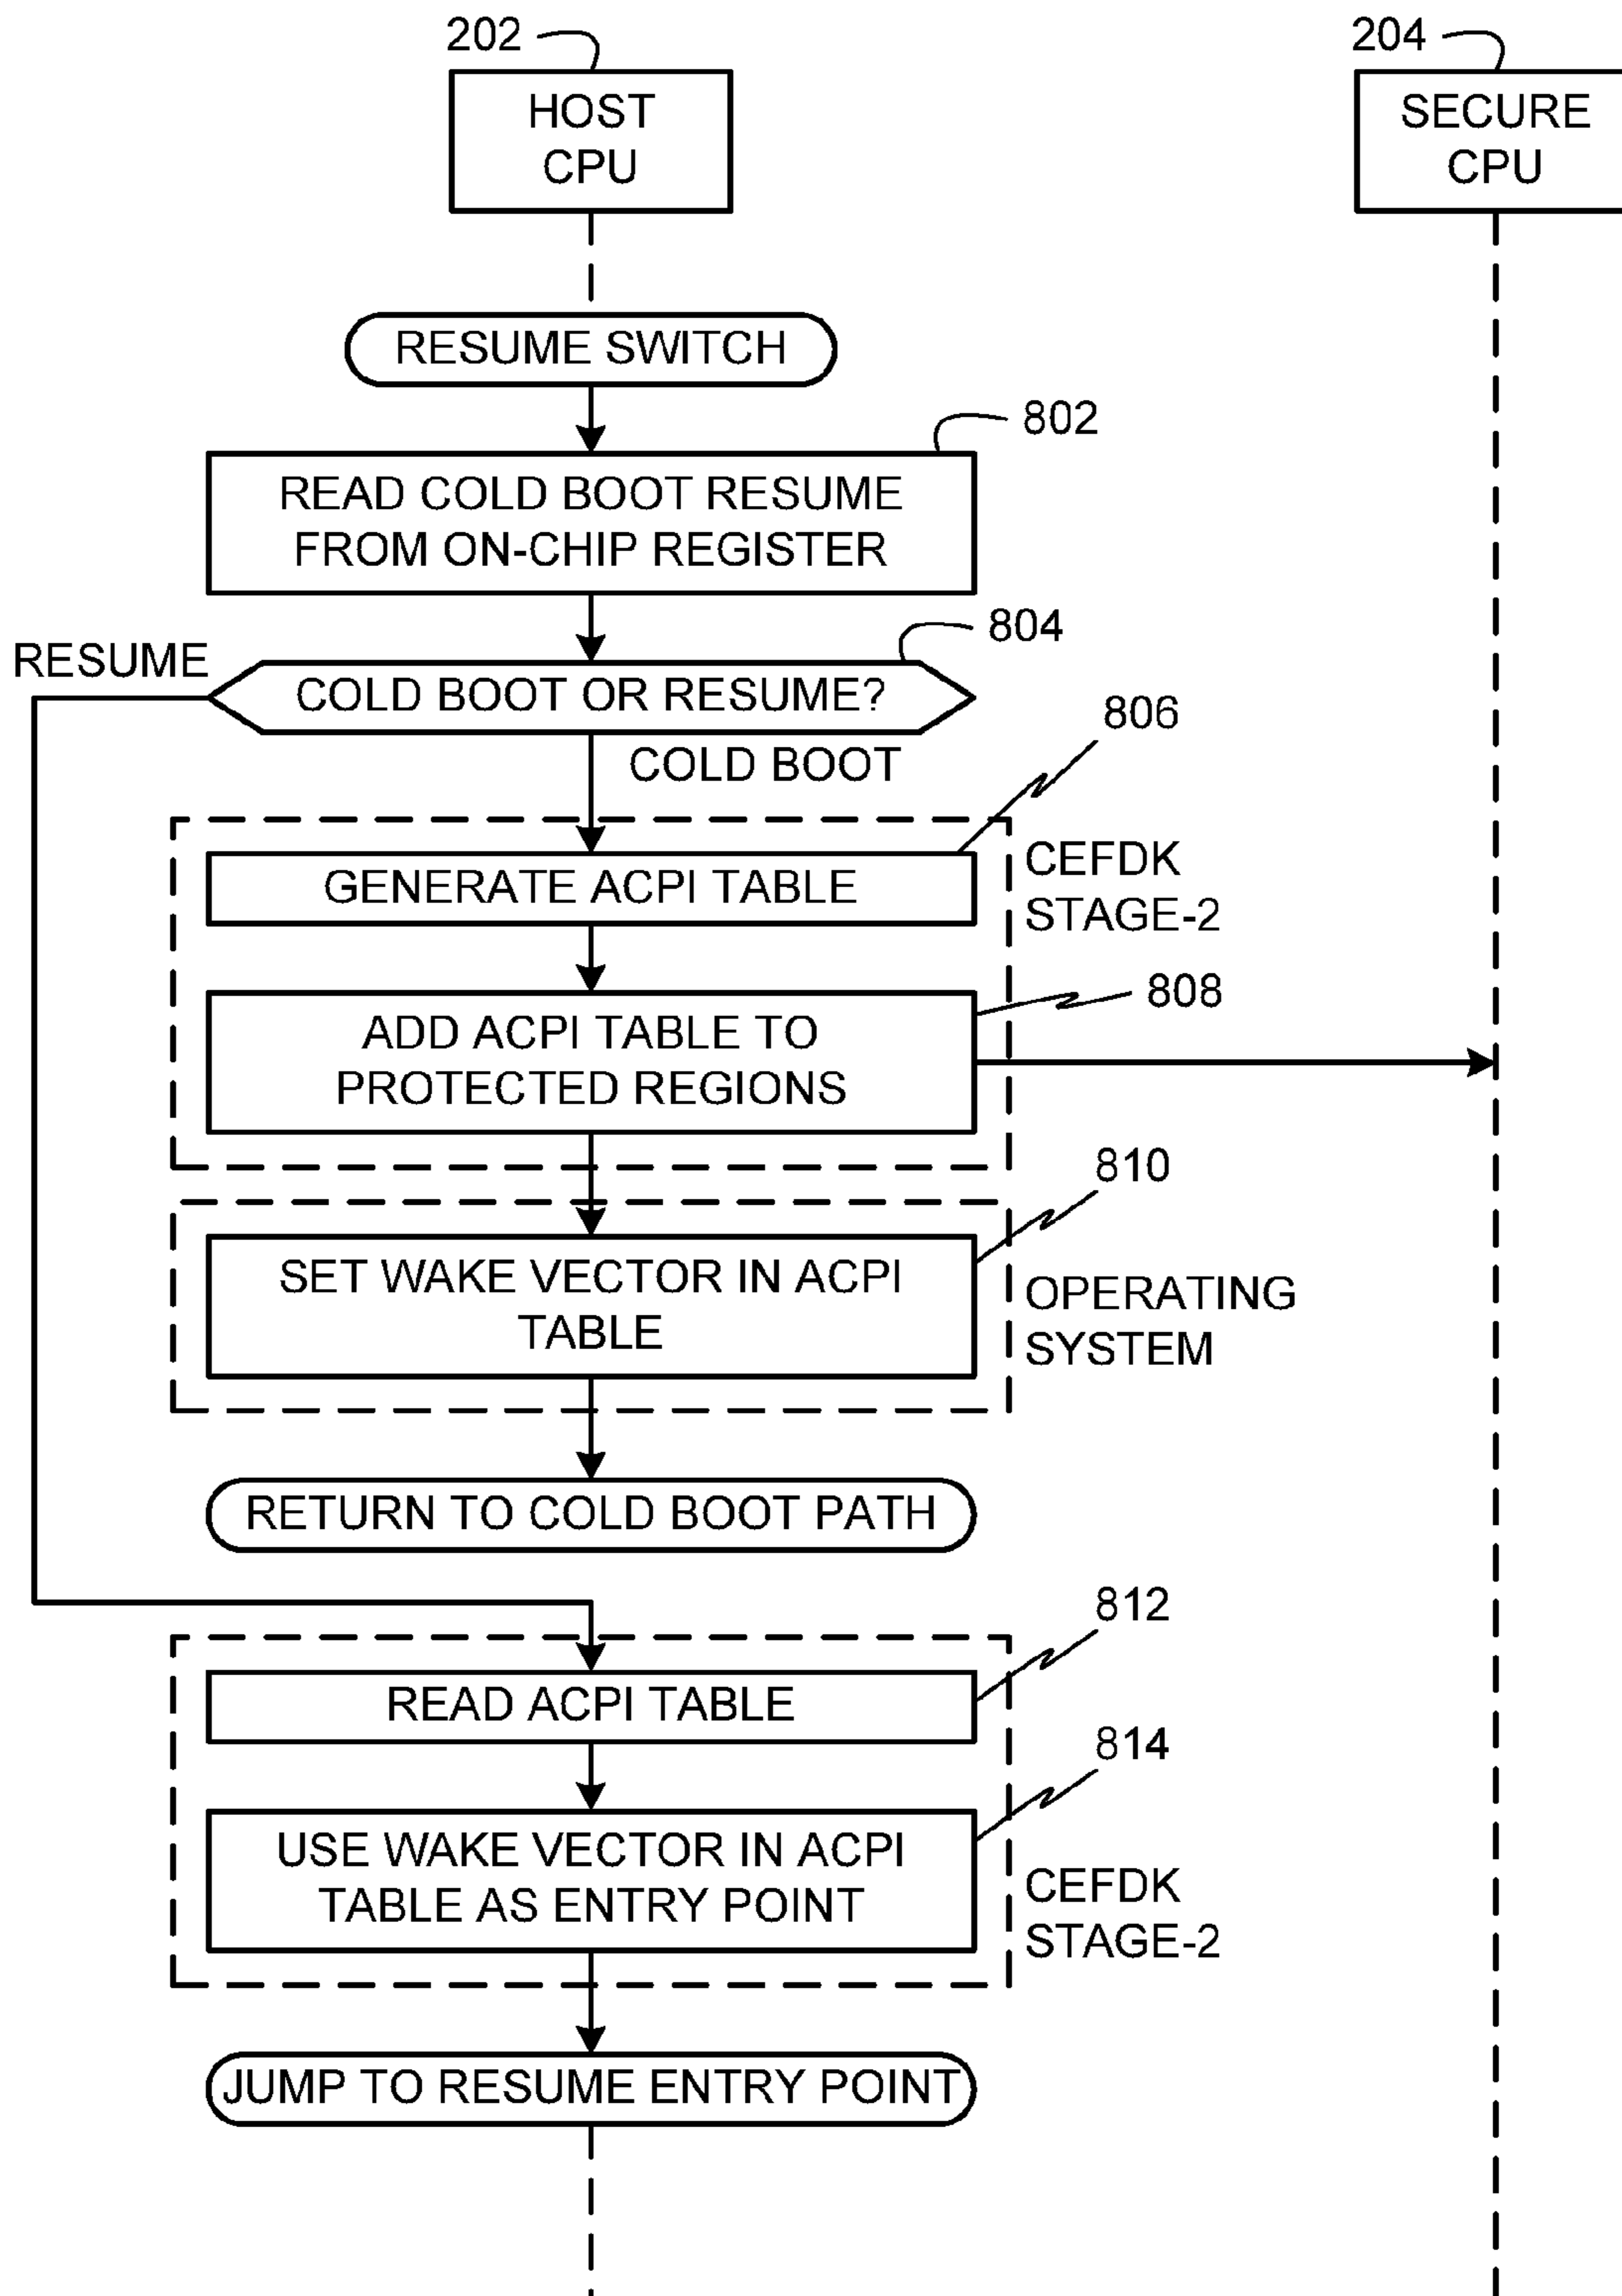 202
204
HOST
CPU
SECURE
CPU
RESUME SWITCH
802
READ COLD BOOT RESUME
FROM ON-CHIP REGISTER
804
RESUME
COLD BOOT OR RESUME?
COLD BOOT
806
GENERATE ACPI TABLE
CEFDK
STAGE-2
808
ADD ACPI TABLE TO
PROTECTED REGIONS
810
SET WAKE VECTOR IN ACPI
TABLE
OPERATING
SYSTEM
RETURN TO COLD BOOT PATH
812
READ ACPI TABLE
814
USE WAKE VECTOR IN ACPI
TABLE AS ENTRY POINT
CEFDK
STAGE-2
JUMP TO RESUME ENTRY POINT